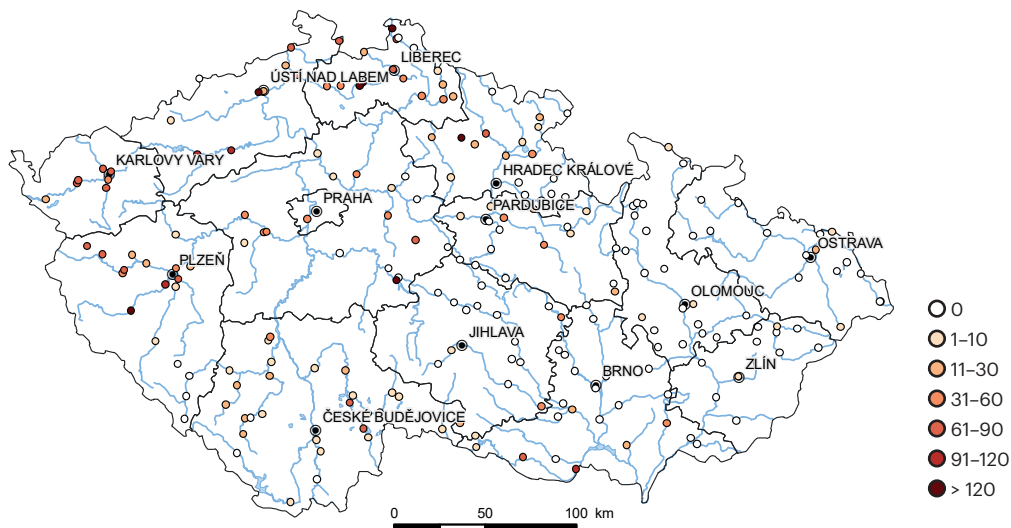 LIBEREC
ÚSTÍ NAD LABEM
KARLOVY VARY
HRADEC KRÁLOVÉ
PRAHA
PARDUBICE
OSTRAVA
PLZEŇ
OLOMOUC
JIHLAVA
ZLÍN
BRNO
ČESKÉ BUDĚJOVICE
0
1–10
11–30
31–60
61–90
91–120
> 120
0 50 100 km